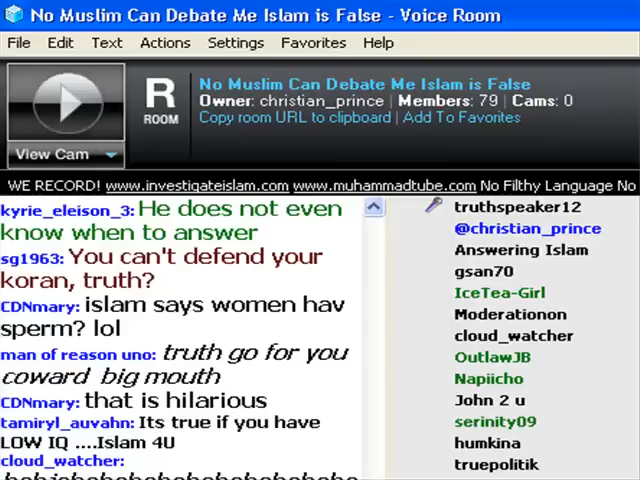 No Muslim Can Debate Me Islam is False - Voice Room
File Edit Text Actions Settings Favorites Help
R
ROOM
No Muslim Can Debate Me Islam is False
Owner: christian_prince | Members: 79 | Cams: 0
Copy room URL to clipboard | Add To Favorites
View Cam
WE RECORD! www.investigateislam.com www.muhammadtube.com No Filthy Language No
kyrie_eleison_3: He does not even
know when to answer
sg1963: You can't defend your
koran, truth?
CDNmary: islam says women hav
sperm? lol
man of reason uno: truth go for you
coward big mouth
CDNmary: that is hilarious
tamiryl_auvahn: Its true if you have
LOW IQ ....Islam 4U
cloud_watcher:
truthspeaker12
@christian_prince
Answering Islam
gsan70
IceTea-Girl
Moderationon
cloud_watcher
OutlawJB
Napiicho
John 2 u
serinity09
humkina
truepolitik